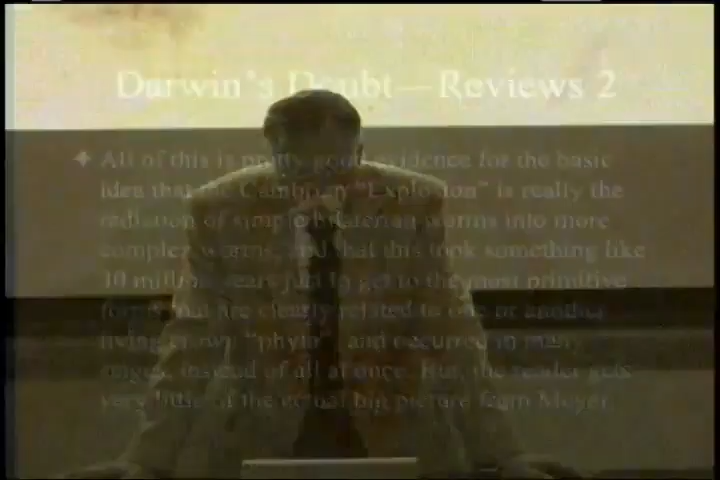 Darwin's Doubt—Reviews 2
All of this is pretty good evidence for the basic
idea that the Cambrian "Explosion" is really the
radiation of simple bilaterian worms into more
complex worms, and that this took something like
10 million years just to get to the most primitive
forms that are clearly related to one or another
living crown "phyla", and occurred in many
stages, instead of all at once. But, the reader gets
very little of the actual big picture from Meyer.